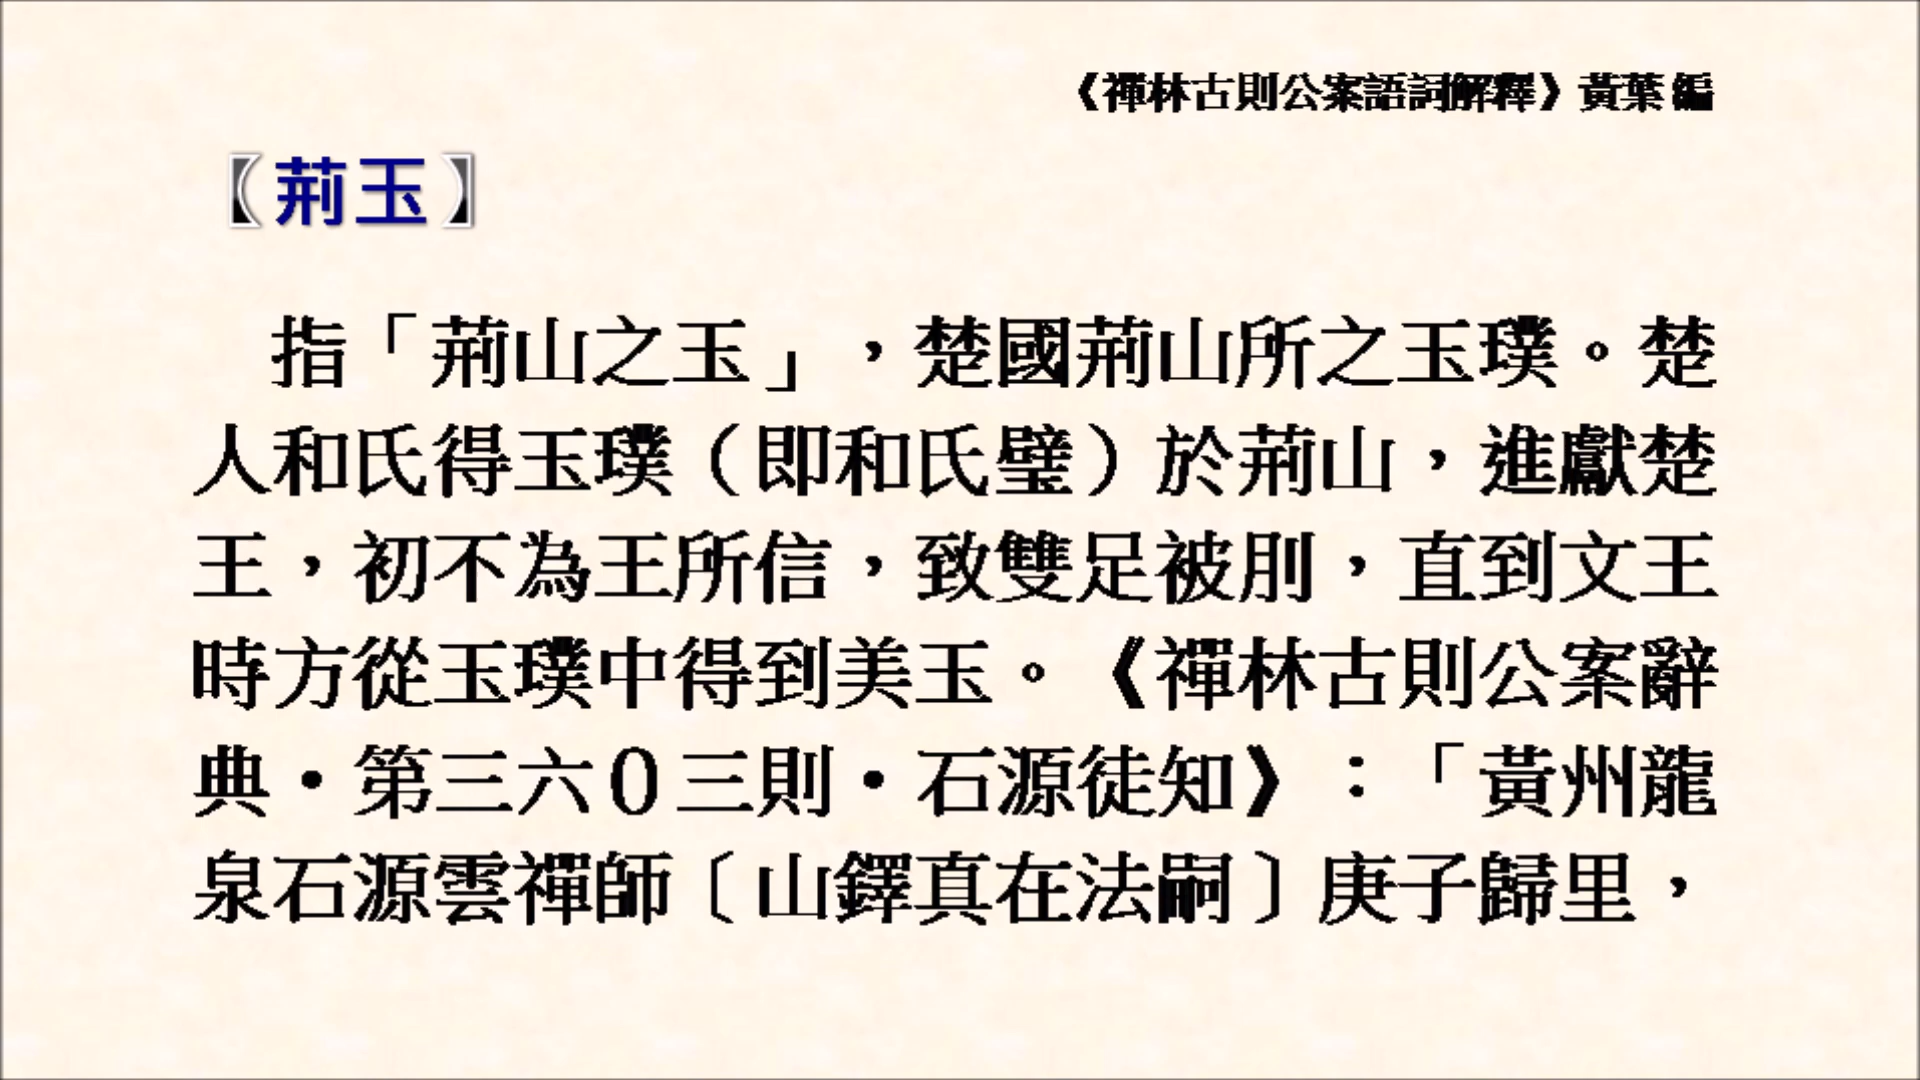 《禪林古則公案語詞解釋》黃葉 編
【荊玉】
指「荊山之玉」，楚國荊山所之玉璞。楚
人和氏得玉璞（即和氏璧）於荊山，進獻楚
王，初不為王所信，致雙足被刖，直到文王
時方從玉璞中得到美玉。《禪林古則公案辭
典‧第三六０三則‧石源徒知》：「黃州龍
泉石源雲禪師〔山鐸真在法嗣〕庚子歸里，